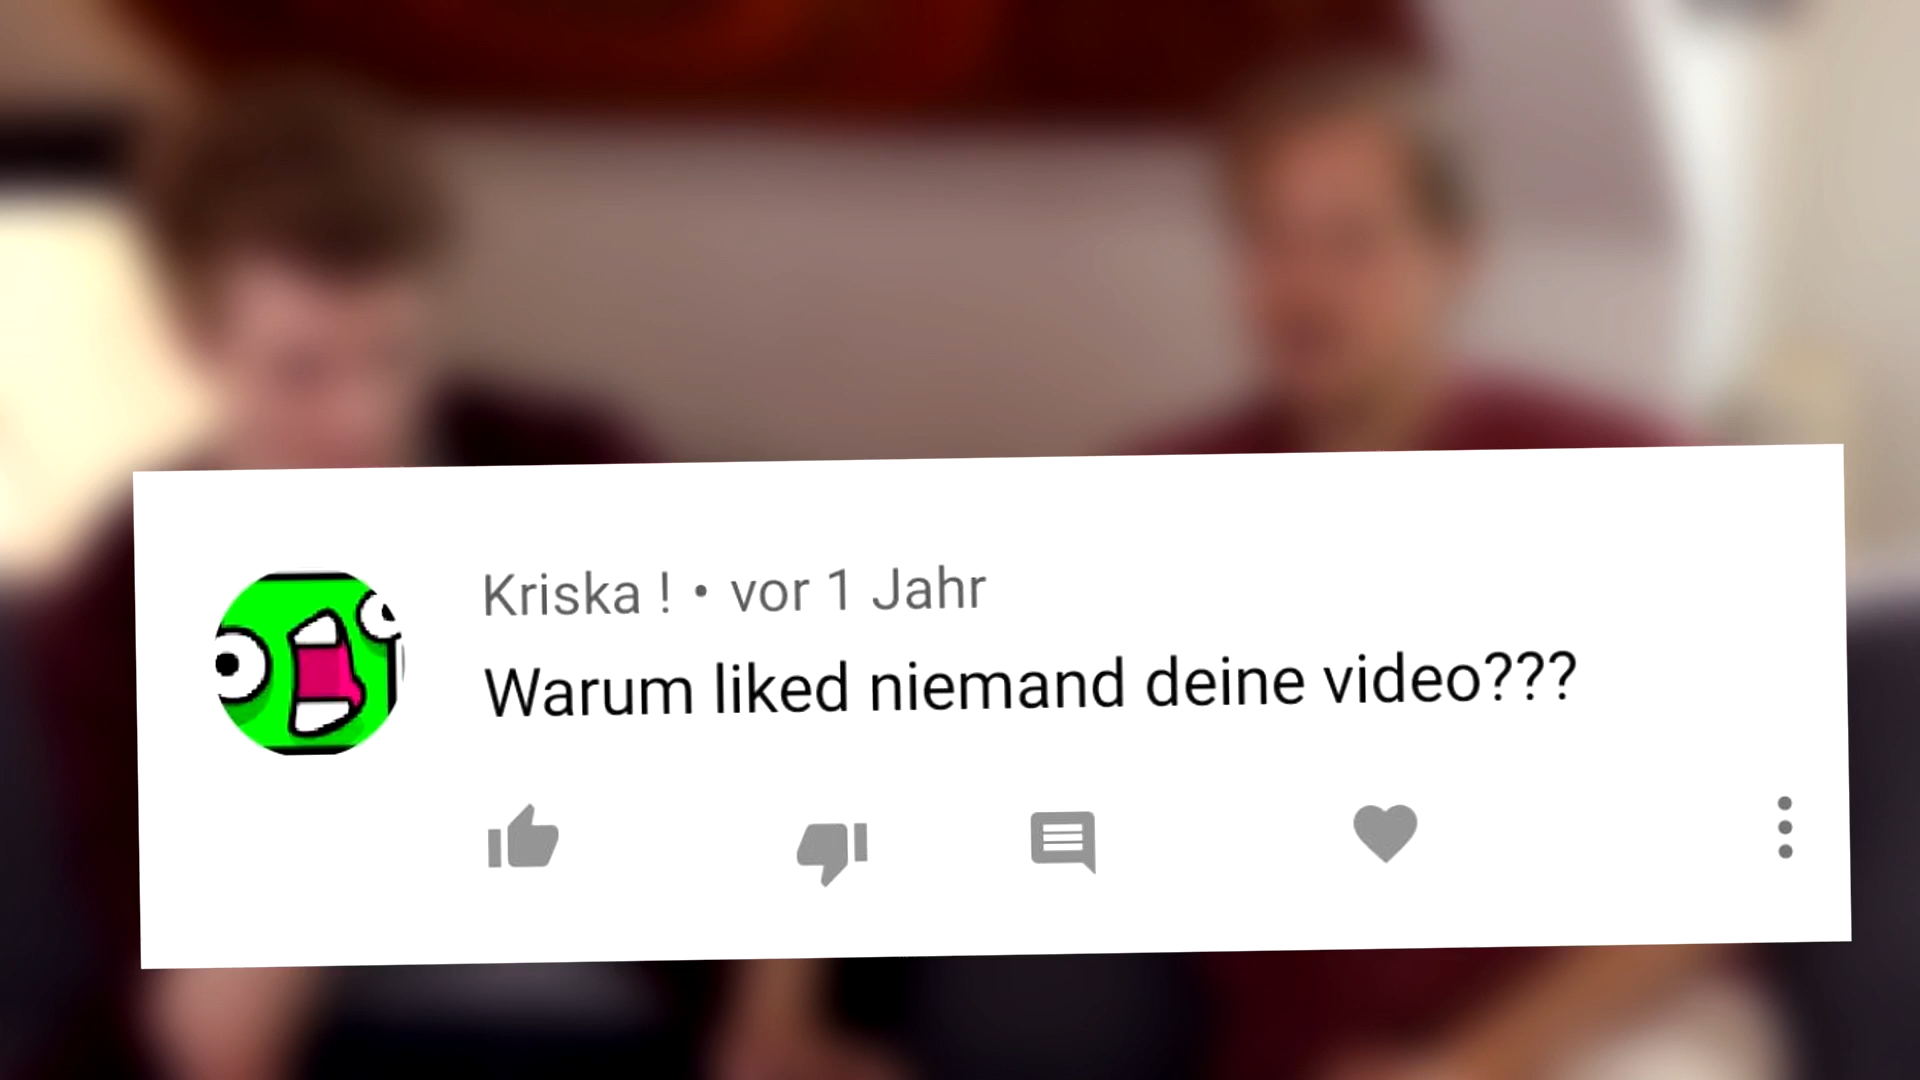 Kriska ! • vor 1 Jahr
Warum liked niemand deine video???